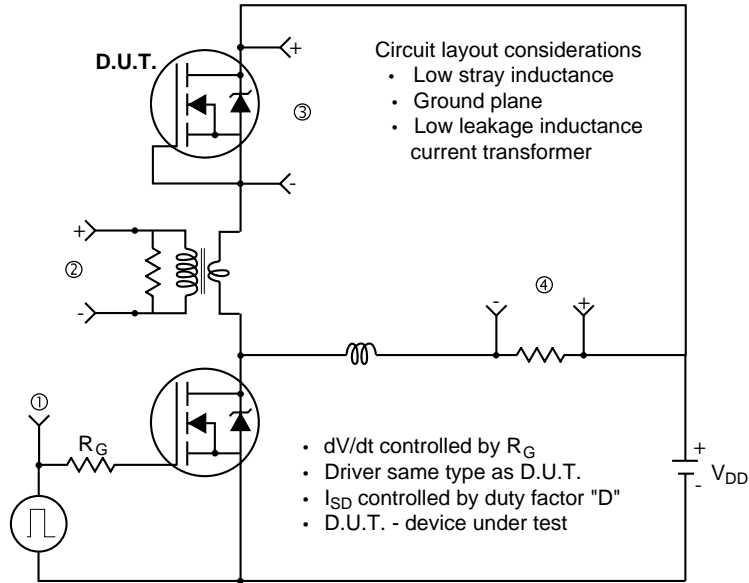 D.U.T.
+
Circuit layout considerations
• Low stray inductance
• Ground plane
• Low leakage inductance
current transformer
③
-
+
②
-
④
-
+
①
R_G
• dV/dt controlled by R_G
• Driver same type as D.U.T.
• I_SD controlled by duty factor "D"
• D.U.T. - device under test
+
V_DD
-